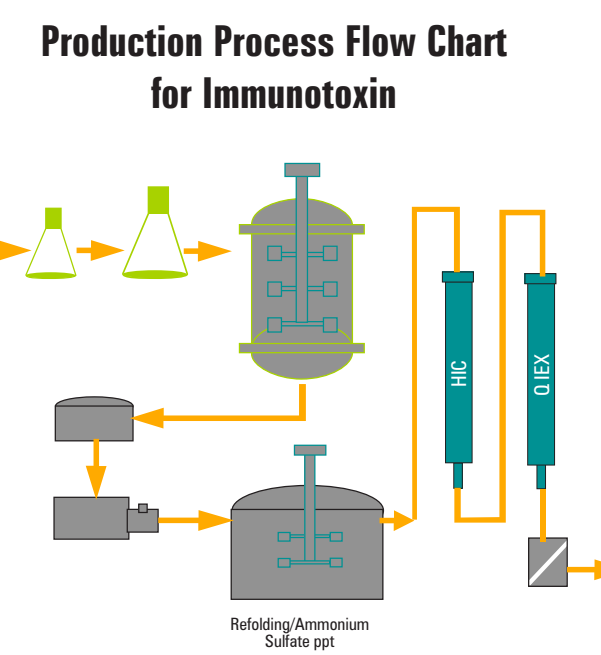 Production Process Flow Chart
for Immunotoxin
HIC
Q IEX
Refolding/Ammonium
Sulfate ppt